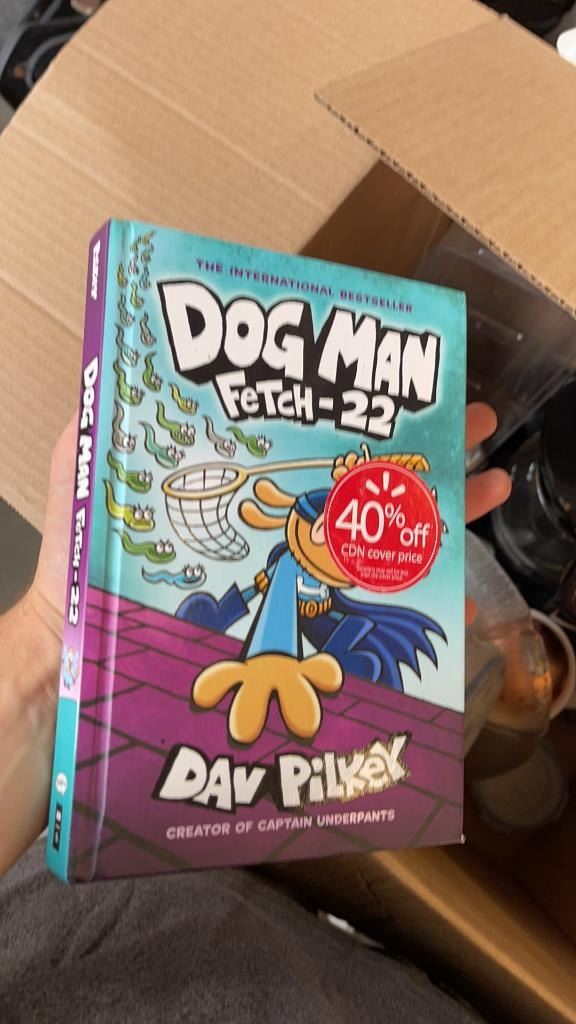 THE INTERNATIONAL BESTSELLER
DOG MAN
FETCH-22
40% off
CDN cover price
DAV PILKEY
CREATOR OF CAPTAIN UNDERPANTS
PILKEY
DOG MAN FETCH-22